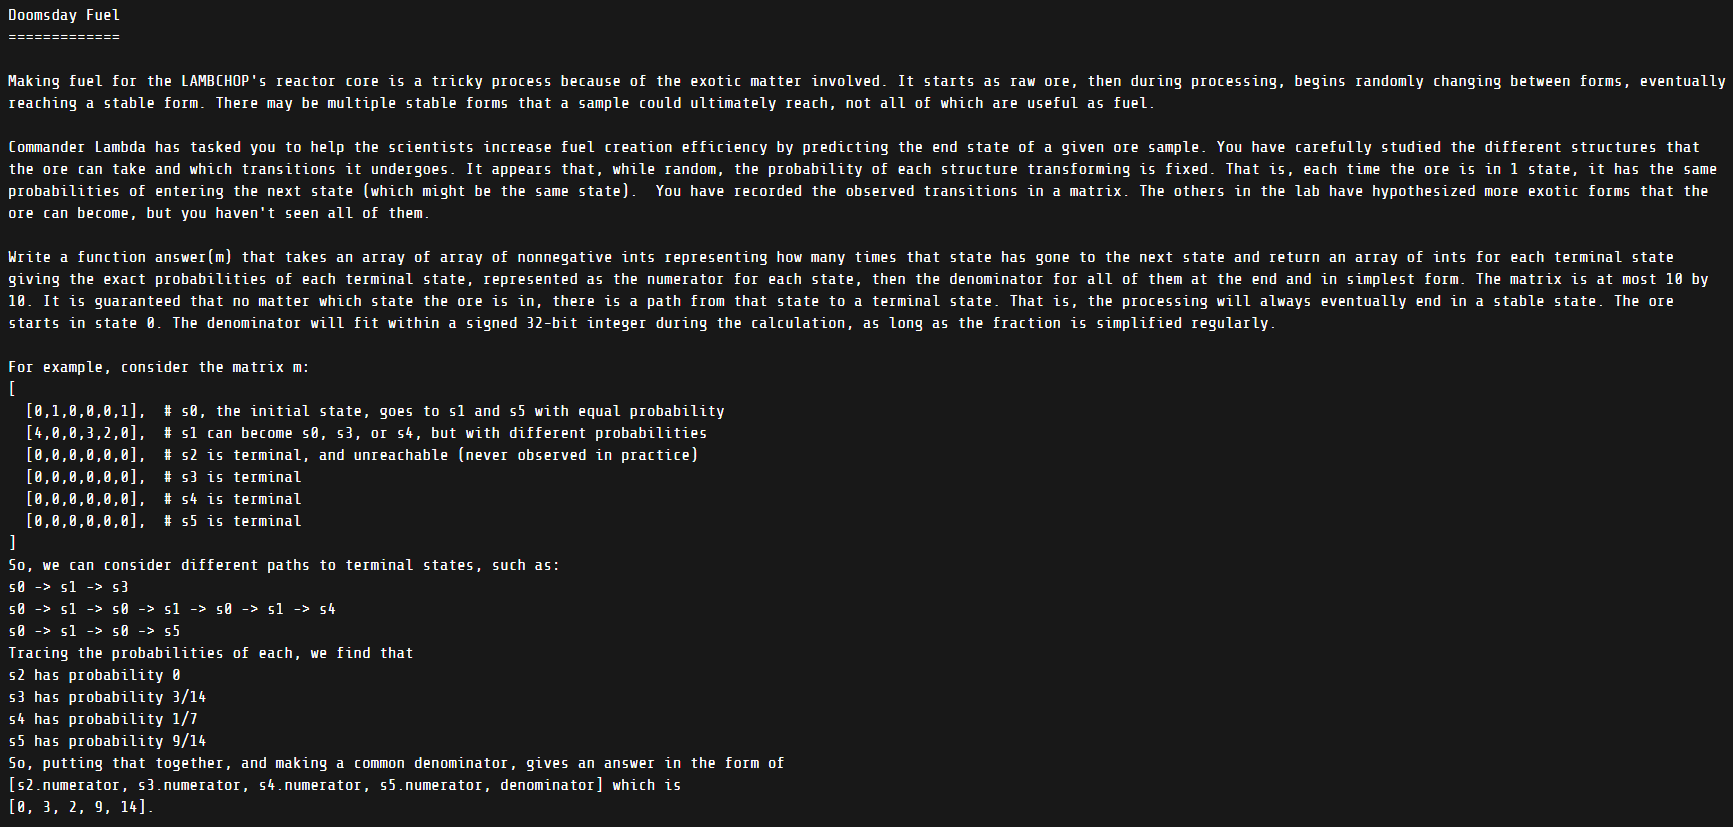 Doomsday Fuel
=============
Making fuel for the LAMBCHOP's reactor core is a tricky process because of the exotic matter involved. It starts as raw ore, then during processing, begins randomly changing between forms, eventually
reaching a stable form. There may be multiple stable forms that a sample could ultimately reach, not all of which are useful as fuel.
Commander Lambda has tasked you to help the scientists increase fuel creation efficiency by predicting the end state of a given ore sample. You have carefully studied the different structures that
the ore can take and which transitions it undergoes. It appears that, while random, the probability of each structure transforming is fixed. That is, each time the ore is in 1 state, it has the same
probabilities of entering the next state (which might be the same state).  You have recorded the observed transitions in a matrix. The others in the lab have hypothesized more exotic forms that the
ore can become, but you haven't seen all of them.
Write a function answer(m) that takes an array of array of nonnegative ints representing how many times that state has gone to the next state and return an array of ints for each terminal state
giving the exact probabilities of each terminal state, represented as the numerator for each state, then the denominator for all of them at the end and in simplest form. The matrix is at most 10 by
10. It is guaranteed that no matter which state the ore is in, there is a path from that state to a terminal state. That is, the processing will always eventually end in a stable state. The ore
starts in state 0. The denominator will fit within a signed 32-bit integer during the calculation, as long as the fraction is simplified regularly.
For example, consider the matrix m:
[
  [0,1,0,0,0,1],  # s0, the initial state, goes to s1 and s5 with equal probability
  [4,0,0,3,2,0],  # s1 can become s0, s3, or s4, but with different probabilities
  [0,0,0,0,0,0],  # s2 is terminal, and unreachable (never observed in practice)
  [0,0,0,0,0,0],  # s3 is terminal
  [0,0,0,0,0,0],  # s4 is terminal
  [0,0,0,0,0,0],  # s5 is terminal
]
So, we can consider different paths to terminal states, such as:
s0 -> s1 -> s3
s0 -> s1 -> s0 -> s1 -> s0 -> s1 -> s4
s0 -> s1 -> s0 -> s5
Tracing the probabilities of each, we find that
s2 has probability 0
s3 has probability 3/14
s4 has probability 1/7
s5 has probability 9/14
So, putting that together, and making a common denominator, gives an answer in the form of
[s2.numerator, s3.numerator, s4.numerator, s5.numerator, denominator] which is
[0, 3, 2, 9, 14].